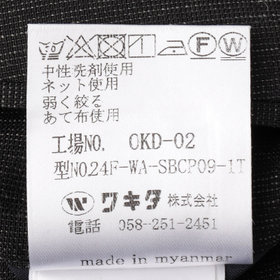 F W
中性洗剤使用
ネット使用
弱く絞る
あて布使用
工場NO. OKD-02
型NO.24F-WA-SBCP09-1T
W ワキタ 株式会社
電話 058-251-2451
made in myanmar